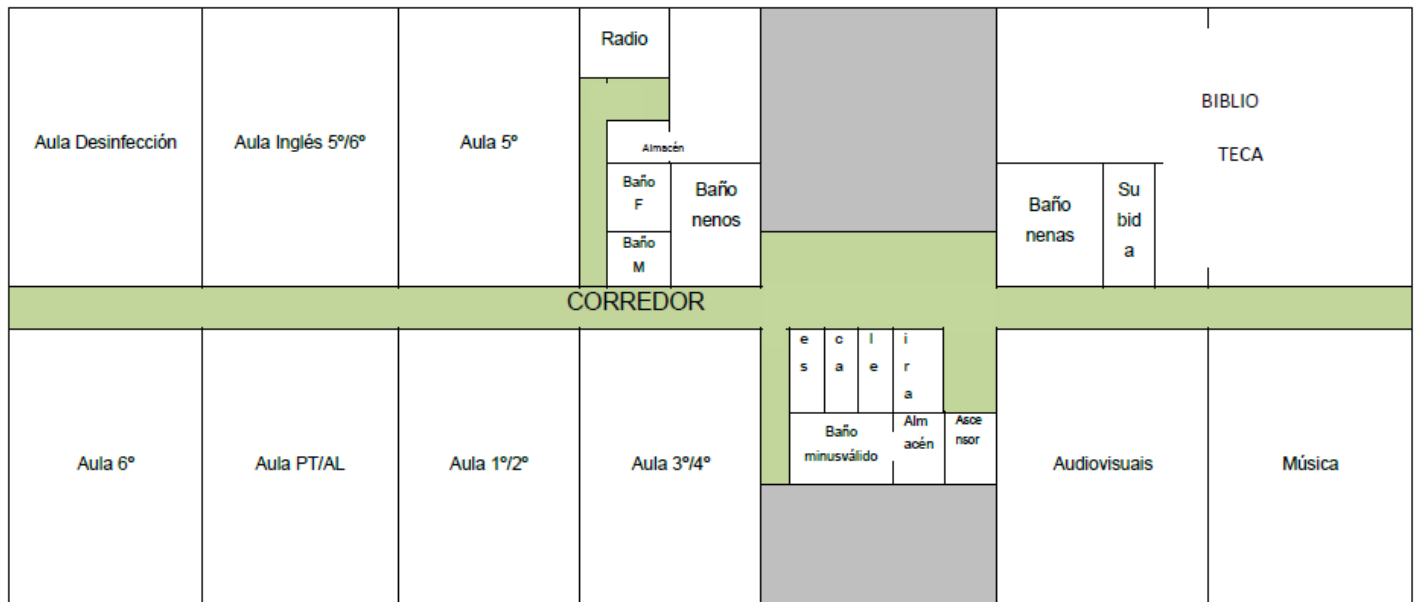 Radio
BIBLIO
TECA
Aula Desinfección
Aula Inglés 5º/6º
Aula 5º
Almacén
Baño
F
Baño
nenos
Baño
M
Baño
nenas
Su
bid
a
CORREDOR
e
s
c
a
l
e
i
r
a
Baño
minusválido
Alm
acén
Asce
nsor
Aula 6º
Aula PT/AL
Aula 1º/2º
Aula 3º/4º
Audiovisuais
Música